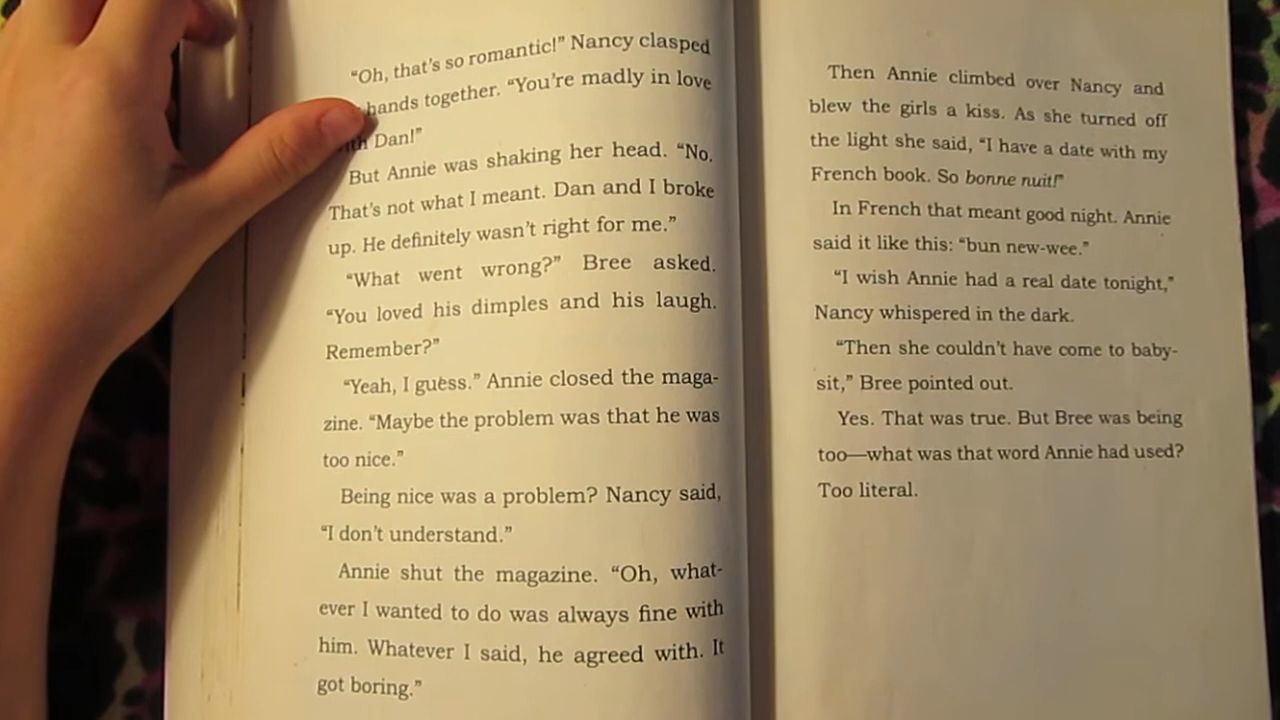 "Oh, that's so romantic!" Nancy clasped
hands together. "You're madly in love
Dan!"
But Annie was shaking her head. "No.
That's not what I meant. Dan and I broke
up. He definitely wasn't right for me."
"What went wrong?" Bree asked.
"You loved his dimples and his laugh.
Remember?"
"Yeah, I guess." Annie closed the maga-
zine. "Maybe the problem was that he was
too nice."
Being nice was a problem? Nancy said,
"I don't understand."
Annie shut the magazine. "Oh, what-
ever I wanted to do was always fine with
him. Whatever I said, he agreed with. It
got boring."
Then Annie climbed over Nancy and
blew the girls a kiss. As she turned off
the light she said, "I have a date with my
French book. So bonne nuit!"
In French that meant good night. Annie
said it like this: "bun new-wee."
"I wish Annie had a real date tonight,"
Nancy whispered in the dark.
"Then she couldn't have come to baby-
sit," Bree pointed out.
Yes. That was true. But Bree was being
too—what was that word Annie had used?
Too literal.